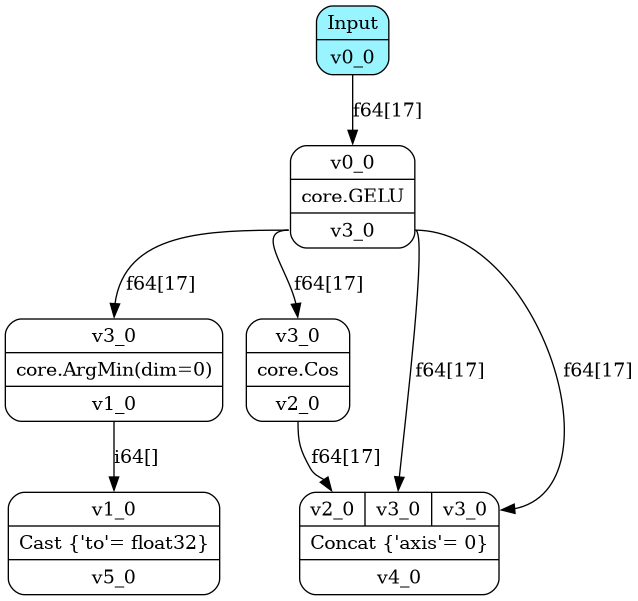 Input
v0_0
f64[17]
v0_0
core.GELU
v3_0
f64[17]
f64[17]
f64[17]
f64[17]
v3_0
core.ArgMin(dim=0)
v1_0
v3_0
core.Cos
v2_0
i64[]
f64[17]
v1_0
Cast {'to'= float32}
v5_0
v2_0 v3_0 v3_0
Concat {'axis'= 0}
v4_0